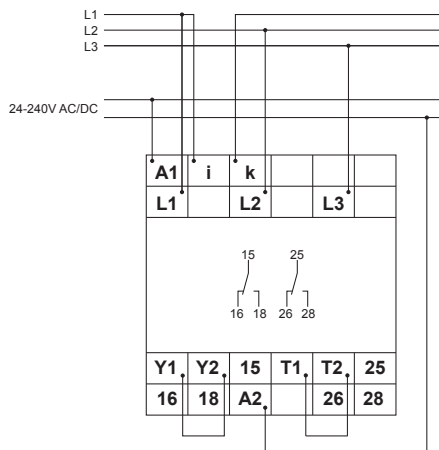 L1
L2
L3
24-240V AC/DC
A1 i k
L1 L2 L3
15 25
16 18 26 28
Y1 Y2 15 T1 T2 25
16 18 A2 26 28